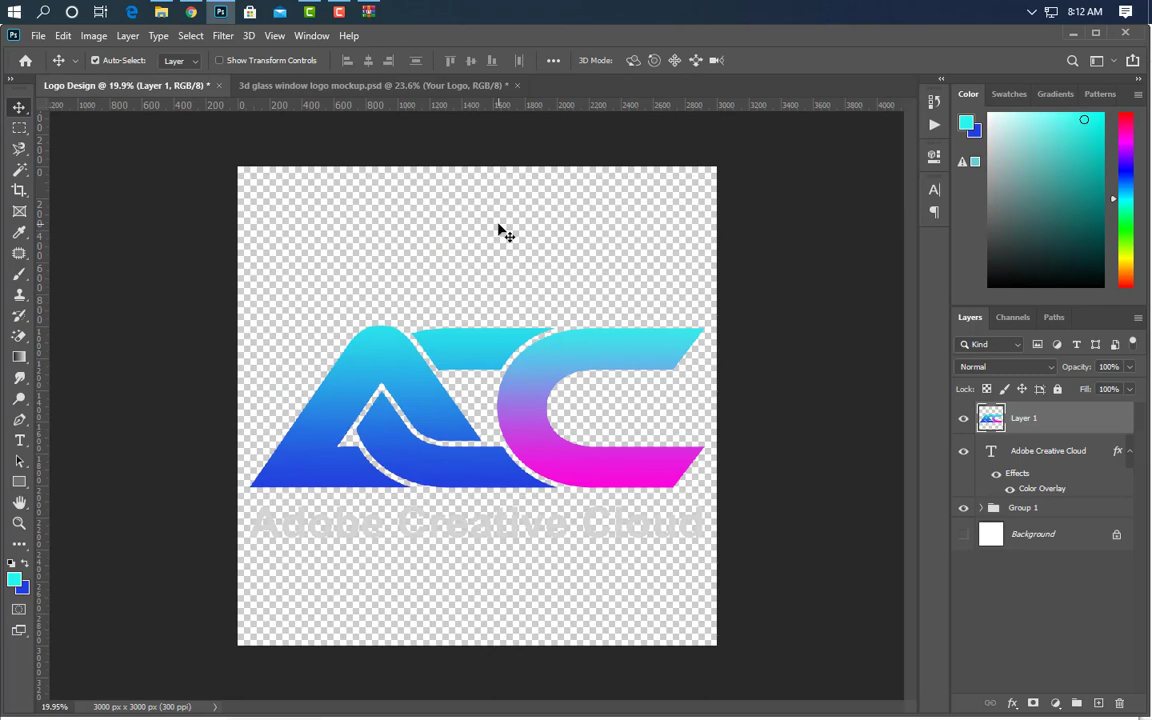 8:12 AM
Ps
File Edit Image Layer Type Select Filter 3D View Window Help
Auto-Select: Layer Show Transform Controls 3D Mode:
Logo Design @ 19.9% (Layer 1, RGB/8) * × 3d glass window logo mockup.psd @ 23.6% (Your Logo, RGB/8) * ×
Color Swatches Gradients Patterns
Layers Channels Paths
Kind
Normal Opacity: 100%
Lock: Fill: 100%
Layer 1
Adobe Creative Cloud fx
Effects
Color Overlay
Group 1
Background
AEC
Adobe Creative Cloud
19.95% 3000 px x 3000 px (300 ppi)